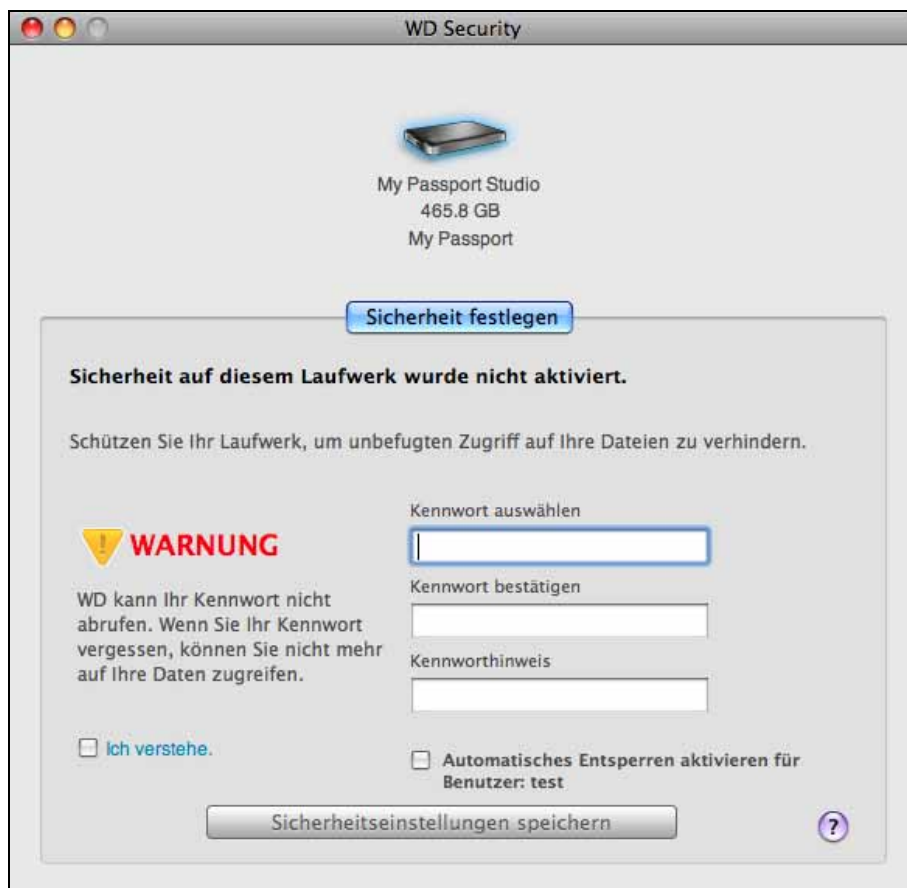 WD Security
My Passport Studio
465.8 GB
My Passport
Sicherheit festlegen
Sicherheit auf diesem Laufwerk wurde nicht aktiviert.
Schützen Sie Ihr Laufwerk, um unbefugten Zugriff auf Ihre Dateien zu verhindern.
WARNUNG
WD kann Ihr Kennwort nicht
abrufen. Wenn Sie Ihr Kennwort
vergessen, können Sie nicht mehr
auf Ihre Daten zugreifen.
Ich verstehe.
Kennwort auswählen
Kennwort bestätigen
Kennworthinweis
Automatisches Entsperren aktivieren für
Benutzer: test
Sicherheitseinstellungen speichern
?